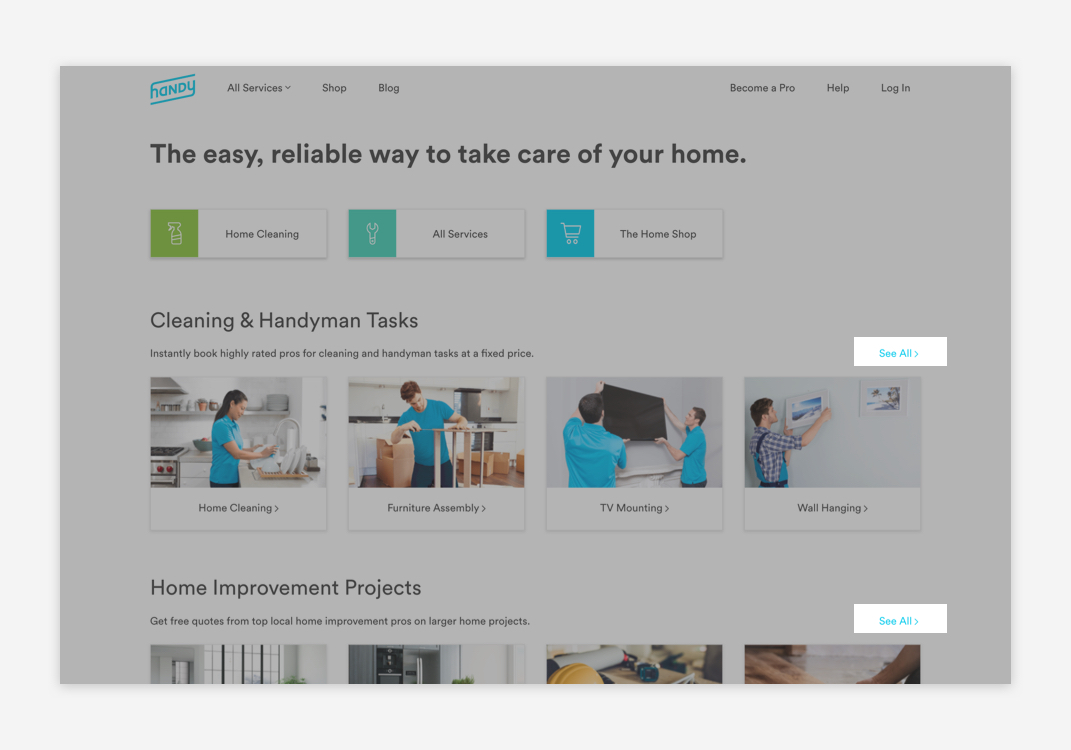 handy
All Services
Shop
Blog
Become a Pro
Help
Log In
The easy, reliable way to take care of your home.
Home Cleaning
All Services
The Home Shop
Cleaning & Handyman Tasks
Instantly book highly rated pros for cleaning and handyman tasks at a fixed price.
See All >
Home Cleaning >
Furniture Assembly >
TV Mounting >
Wall Hanging >
Home Improvement Projects
Get free quotes from top local home improvement pros on larger home projects.
See All >